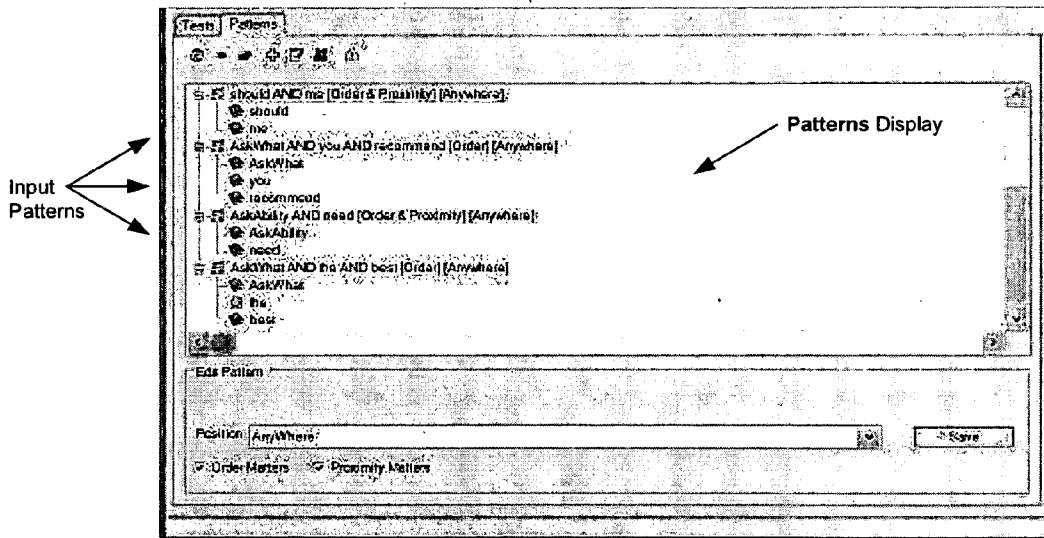 Tests Patterns
should AND me [Order & Proximity] [Anywhere]
should
me
Patterns Display
AskWhat AND you AND recommend [Order] [Anywhere]
AskWhat
you
recommend
Input
Patterns
AskAbility AND need [Order & Proximity] [Anywhere]
AskAbility
need
AskWhat AND the AND best [Order] [Anywhere]
AskWhat
the
best
Edit Pattern
Position AnyWhere Save
Order Matters Proximity Matters